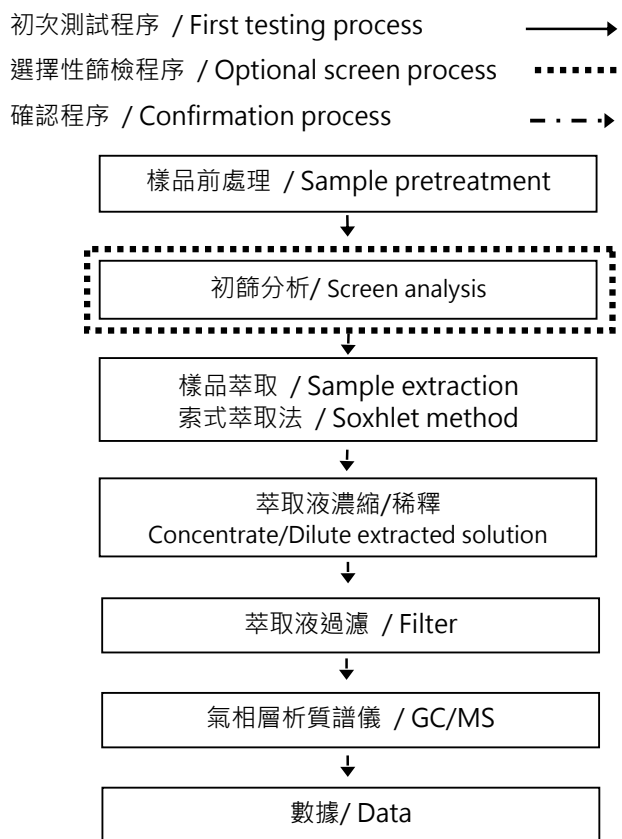 初次測試程序 / First testing process
選擇性篩檢程序 / Optional screen process
確認程序 / Confirmation process
樣品前處理 / Sample pretreatment
初篩分析/ Screen analysis
樣品萃取 / Sample extraction
索式萃取法 / Soxhlet method
萃取液濃縮/稀釋
Concentrate/Dilute extracted solution
萃取液過濾 / Filter
氣相層析質譜儀 / GC/MS
數據/ Data